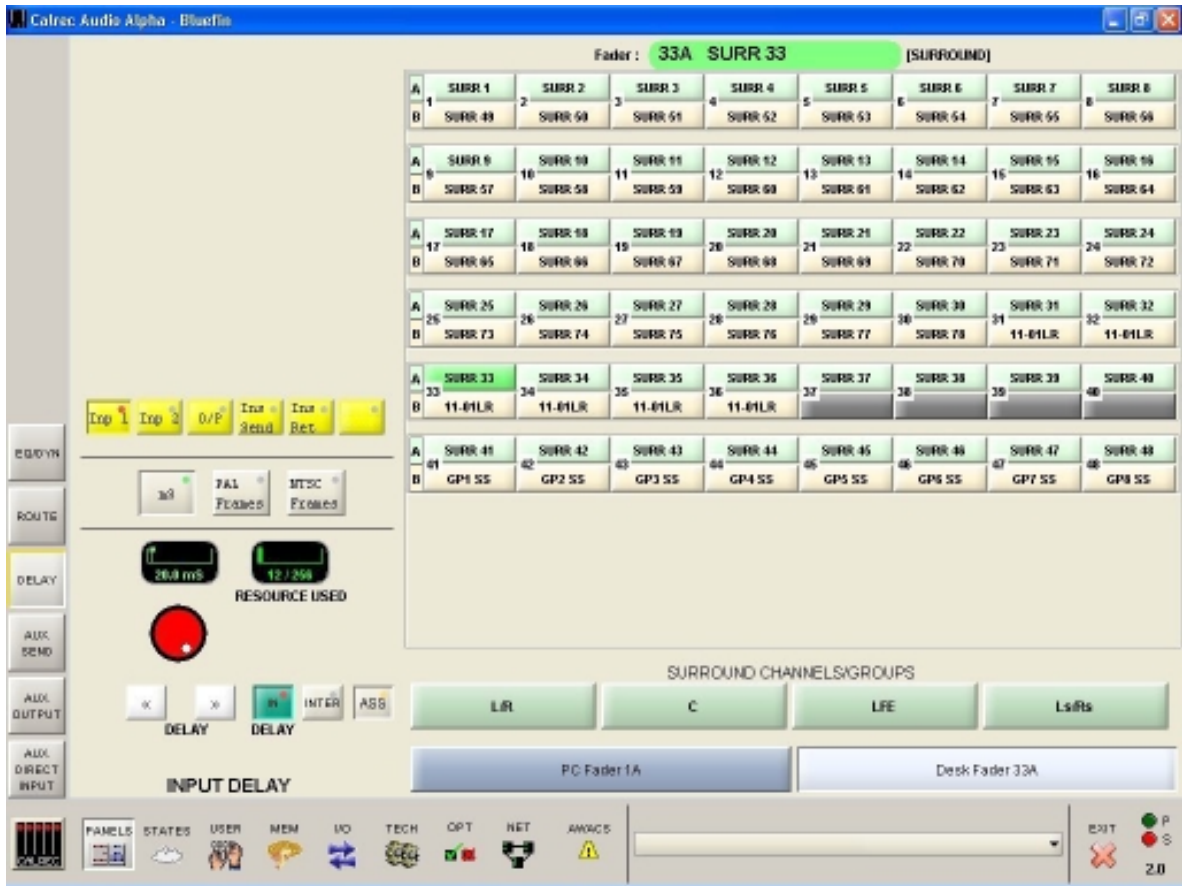 Calrec Audio Alpha - Bluefin
Fader : 33A SURR 33 [SURROUND]
A SURR 1 SURR 2 SURR 3 SURR 4 SURR 5 SURR 6 SURR 7 SURR 8
1 2 3 4 5 6 7 8
B SURR 49 SURR 50 SURR 51 SURR 52 SURR 53 SURR 54 SURR 55 SURR 56
A SURR 9 SURR 10 SURR 11 SURR 12 SURR 13 SURR 14 SURR 15 SURR 16
9 10 11 12 13 14 15 16
B SURR 57 SURR 58 SURR 59 SURR 60 SURR 61 SURR 62 SURR 63 SURR 64
A SURR 17 SURR 18 SURR 19 SURR 20 SURR 21 SURR 22 SURR 23 SURR 24
17 18 19 20 21 22 23 24
B SURR 65 SURR 66 SURR 67 SURR 68 SURR 69 SURR 70 SURR 71 SURR 72
A SURR 25 SURR 26 SURR 27 SURR 28 SURR 29 SURR 30 SURR 31 SURR 32
25 26 27 28 29 30 31 32
B SURR 73 SURR 74 SURR 75 SURR 76 SURR 77 SURR 78 11-01LR 11-01LR
A SURR 33 SURR 34 SURR 35 SURR 36 SURR 37 SURR 38 SURR 39 SURR 40
33 34 35 36 37 38 39 40
B 11-01LR 11-01LR 11-01LR 11-01LR
A SURR 41 SURR 42 SURR 43 SURR 44 SURR 45 SURR 46 SURR 47 SURR 48
41 42 43 44 45 46 47 48
B GP1 SS GP2 SS GP3 SS GP4 SS GP5 SS GP6 SS GP7 SS GP8 SS
Inp 1 Inp 2 O/P Ins Send Ins Ret
mS PAL Frames NTSC Frames
20.0 mS 12 / 256
RESOURCE USED
« » IN INTER ASS
DELAY DELAY
INPUT DELAY
EQ/DYN
ROUTE
DELAY
AUX. SEND
AUX. OUTPUT
AUX. DIRECT INPUT
SURROUND CHANNELS/GROUPS
L/R C LFE Ls/Rs
PC Fader 1A Desk Fader 33A
CALREC PANELS STATES USER MEM I/O TECH OPT NET AWACS EXIT P
S
2.0